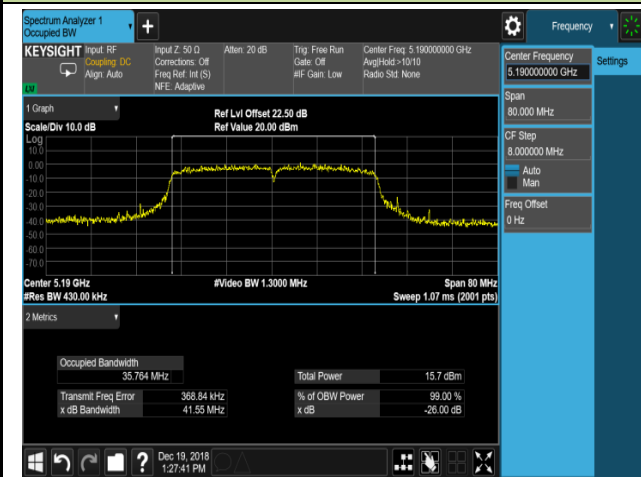 Spectrum Analyzer 1
Occupied BW
+
Frequency
KEYSIGHT
Input: RF
Coupling: DC
Align: Auto
Input Z: 50 Ω
Corrections: Off
Freq Ref: Int (S)
NFE: Adaptive
Atten: 20 dB
Trig: Free Run
Gate: Off
#IF Gain: Low
Center Freq: 5.190000000 GHz
Avg|Hold:>10/10
Radio Std: None
Center Frequency
5.190000000 GHz
Settings
Span
80.000 MHz
CF Step
8.000000 MHz
Auto
Man
Freq Offset
0 Hz
1 Graph
Scale/Div 10.0 dB
Ref Lvl Offset 22.50 dB
Ref Value 20.00 dBm
Log
10.0
0.00
-10.0
-20.0
-30.0
-40.0
-50.0
-60.0
-70.0
Center 5.19 GHz
#Res BW 430.00 kHz
#Video BW 1.3000 MHz
Span 80 MHz
Sweep 1.07 ms (2001 pts)
2 Metrics
Occupied Bandwidth
35.764 MHz
Total Power 15.7 dBm
Transmit Freq Error 368.84 kHz
% of OBW Power 99.00 %
x dB Bandwidth 41.55 MHz
x dB -26.00 dB
?
Dec 19, 2018
1:27:41 PM